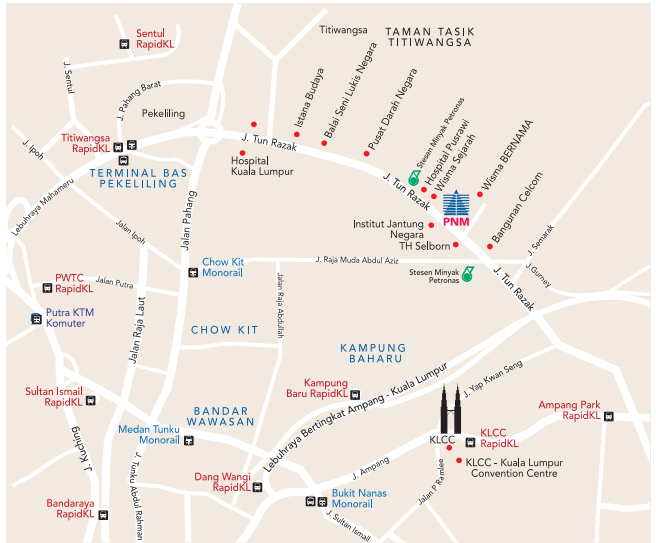 Sentul
RapidKL
Titiwangsa
TAMAN TASIK
TITIWANGSA
J. Sentul
J. Pahang Barat
Pekeliling
Istana Budaya
Balai Seni Lukis Negara
Pusat Darah Negara
Stesen Minyak Petronas
Hospital Pusrawi
Wisma Sejarah
Wisma BERNAMA
Bangunan Celcom
J. Ipoh
Titiwangsa
RapidKL
TERMINAL BAS
PEKELILING
J. Tun Razak
Hospital
Kuala Lumpur
J. Tun Razak
PNM
Lebuhraya Mahameru
Jalan Ipoh
Jalan Pahang
Institut Jantung
Negara
TH Selborn
J. Semarak
J. Gurney
J. Tun Razak
Chow Kit
Monorail
J. Raja Muda Abdul Aziz
Stesen Minyak
Petronas
PWTC
RapidKL
Jalan Putra
Jalan Raja Laut
Jalan Raja Abdullah
Putra KTM
Komuter
CHOW KIT
KAMPUNG
BAHARU
Lebuhraya Bertingkat Ampang - Kuala Lumpur
J. Yap Kwan Seng
Sultan Ismail
RapidKL
Kampung
Baru RapidKL
BANDAR
WAWASAN
Ampang Park
RapidKL
Medan Tunku
Monorail
KLCC
KLCC
RapidKL
KLCC - Kuala Lumpur
Convention Centre
J. Kuching
J. Tunku Abdul Rahman
Dang Wangi
RapidKL
J. Ampang
Jalan P Ramlee
Bukit Nanas
Monorail
J. Sultan Ismail
Bandaraya
RapidKL